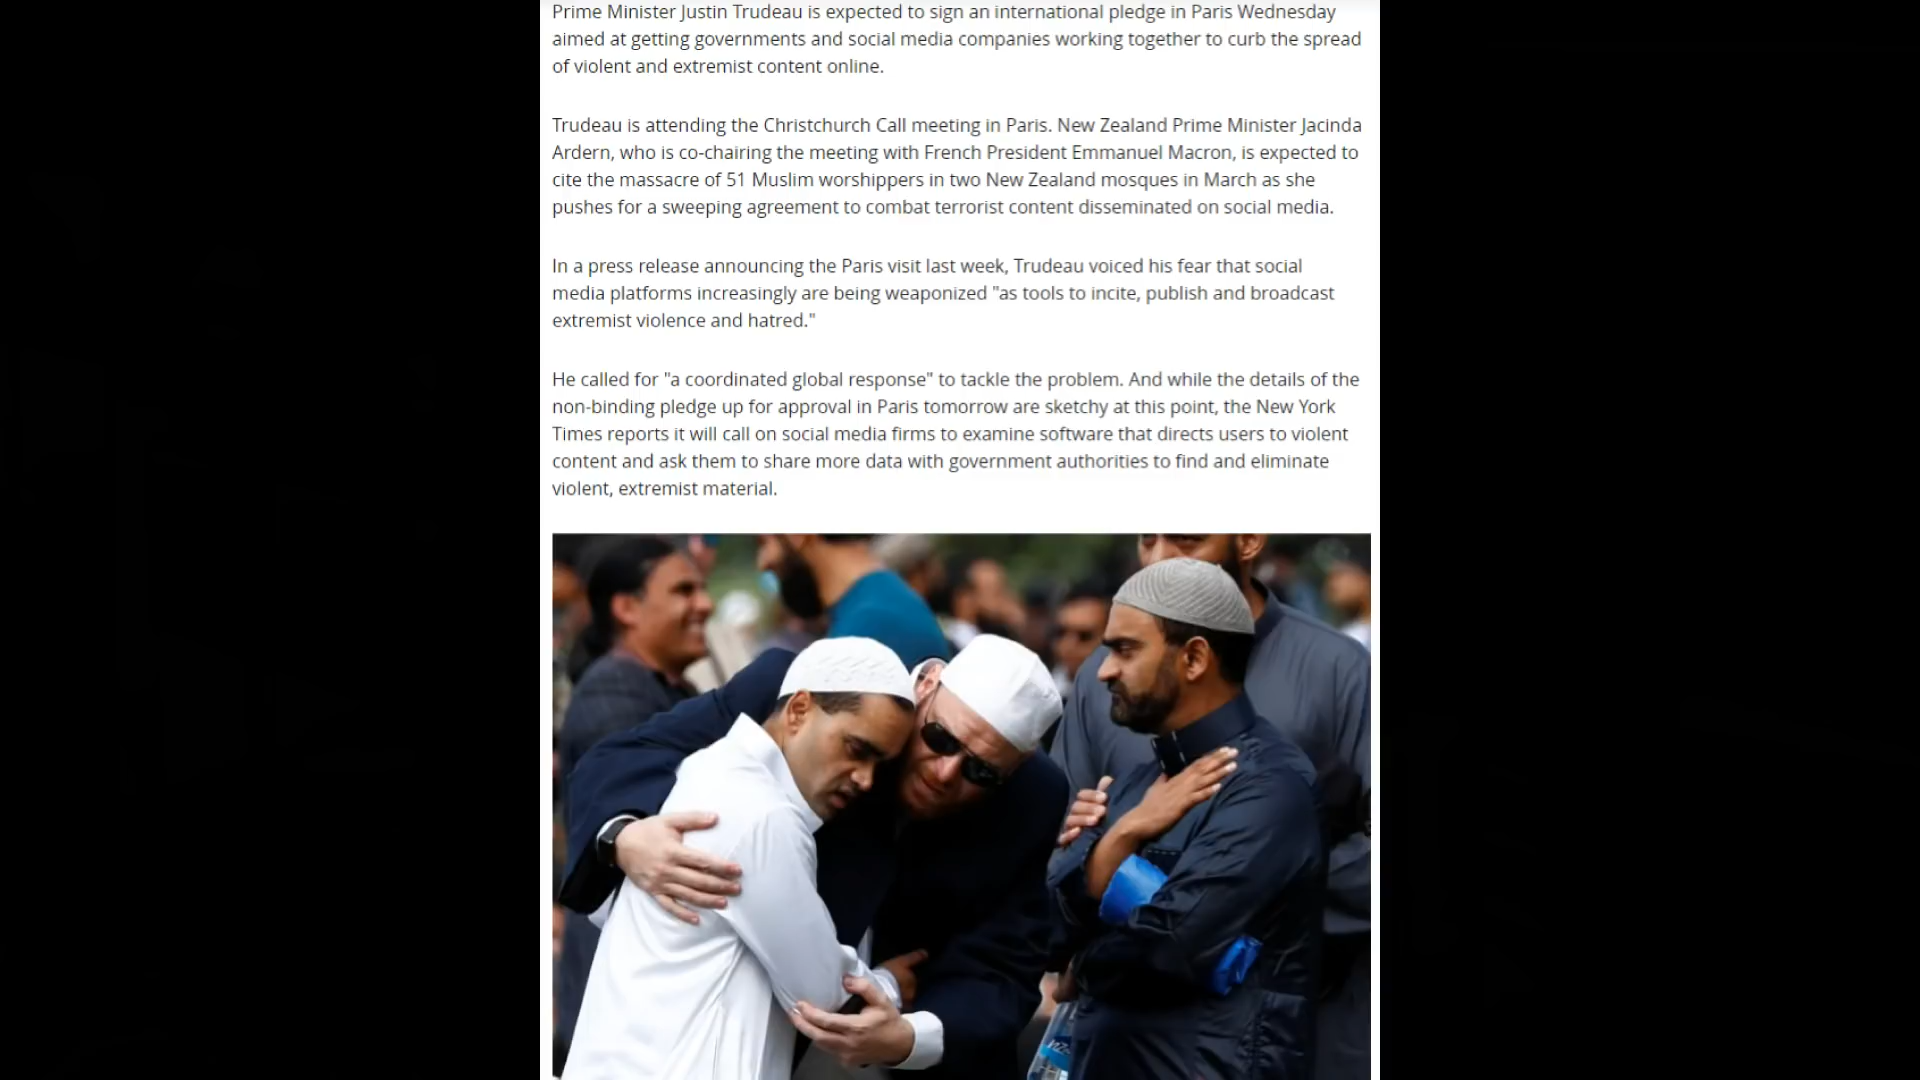 Prime Minister Justin Trudeau is expected to sign an international pledge in Paris Wednesday
aimed at getting governments and social media companies working together to curb the spread
of violent and extremist content online.
Trudeau is attending the Christchurch Call meeting in Paris. New Zealand Prime Minister Jacinda
Ardern, who is co-chairing the meeting with French President Emmanuel Macron, is expected to
cite the massacre of 51 Muslim worshippers in two New Zealand mosques in March as she
pushes for a sweeping agreement to combat terrorist content disseminated on social media.
In a press release announcing the Paris visit last week, Trudeau voiced his fear that social
media platforms increasingly are being weaponized "as tools to incite, publish and broadcast
extremist violence and hatred."
He called for "a coordinated global response" to tackle the problem. And while the details of the
non-binding pledge up for approval in Paris tomorrow are sketchy at this point, the New York
Times reports it will call on social media firms to examine software that directs users to violent
content and ask them to share more data with government authorities to find and eliminate
violent, extremist material.